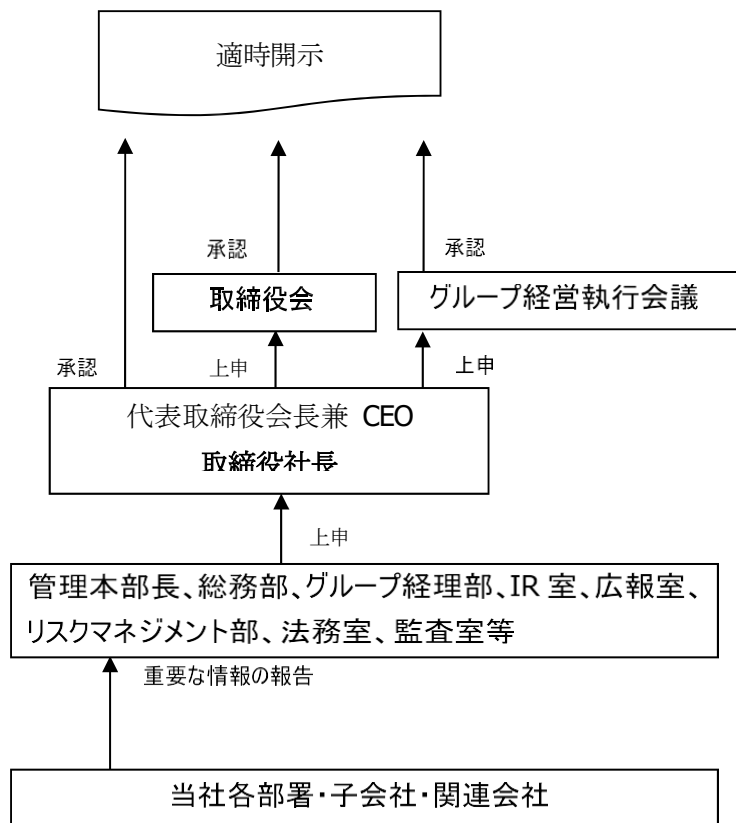 適時開示
承認
承認
取締役会
グループ経営執行会議
承認
上申
上申
代表取締役会長兼 CEO
取締役社長
上申
管理本部長、総務部、グループ経理部、IR 室、広報室、
リスクマネジメント部、法務室、監査室等
重要な情報の報告
当社各部署・子会社・関連会社